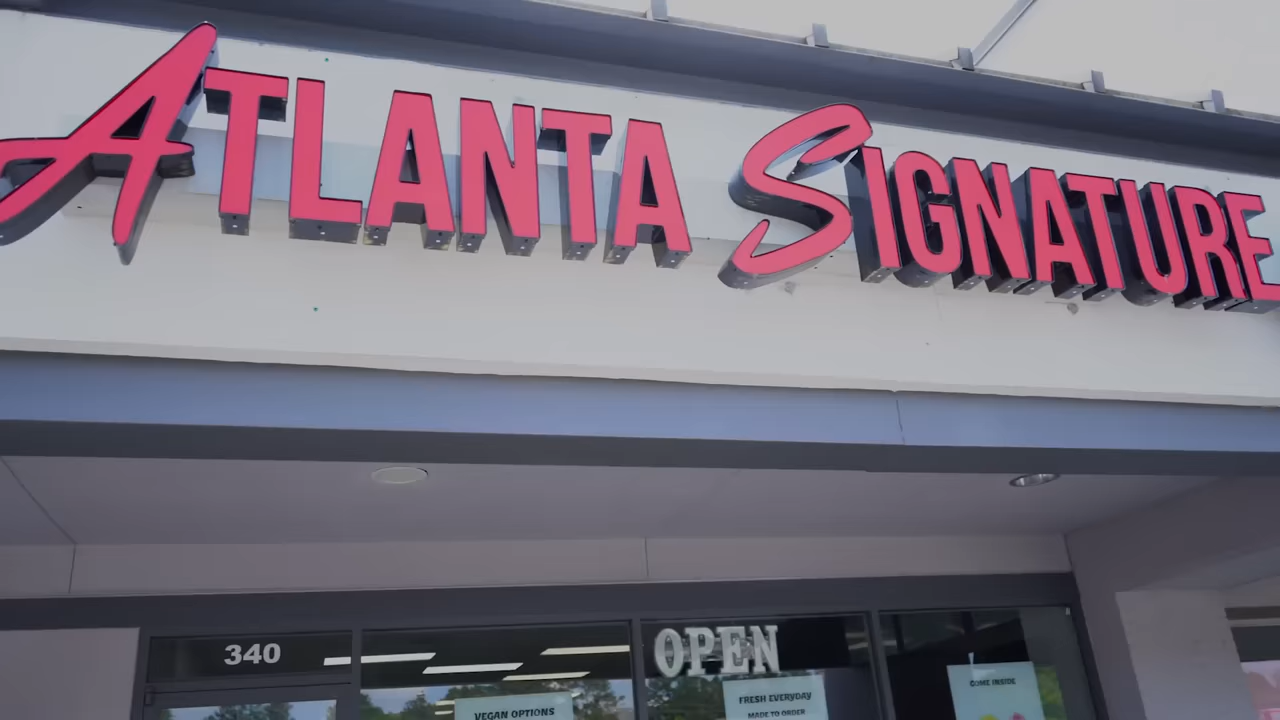 ATLANTA SIGNATURE
340
OPEN
VEGAN OPTIONS
FRESH EVERYDAY
MADE TO ORDER
COME INSIDE